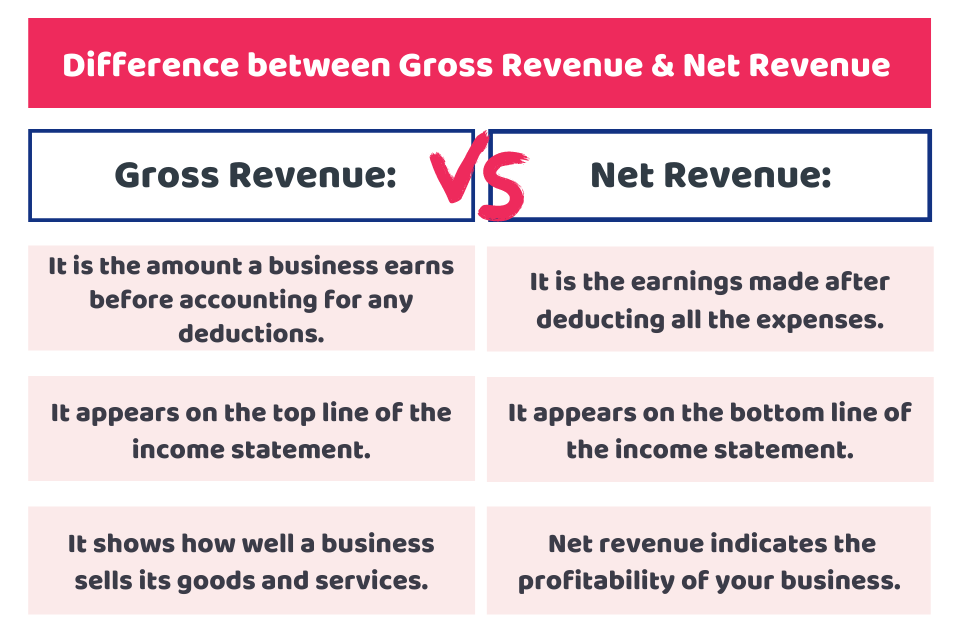 Difference between Gross Revenue & Net Revenue
Gross Revenue:
VS
Net Revenue:
It is the amount a business earns
before accounting for any
deductions.
It is the earnings made after
deducting all the expenses.
It appears on the top line of the
income statement.
It appears on the bottom line of
the income statement.
It shows how well a business
sells its goods and services.
Net revenue indicates the
profitability of your business.